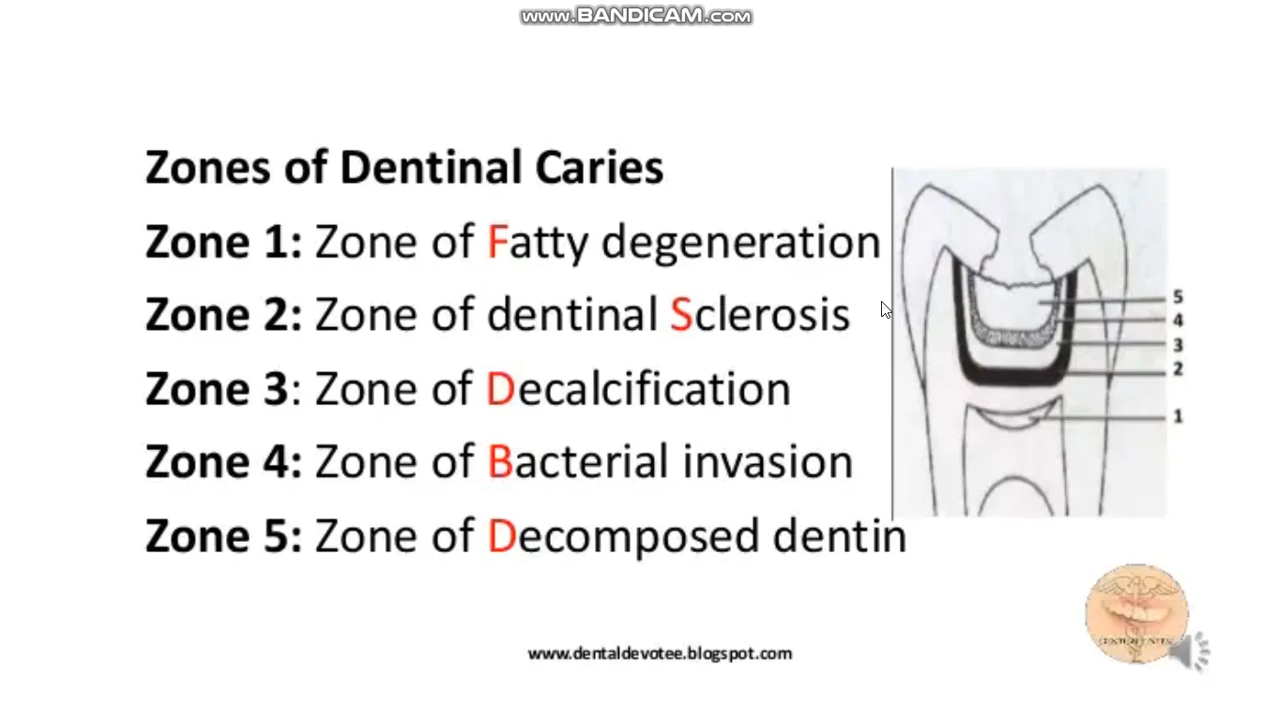 www.BANDICAM.com
Zones of Dentinal Caries
Zone 1: Zone of Fatty degeneration
Zone 2: Zone of dentinal Sclerosis
Zone 3: Zone of Decalcification
Zone 4: Zone of Bacterial invasion
Zone 5: Zone of Decomposed dentin
5
4
3
2
1
www.dentaldevotee.blogspot.com